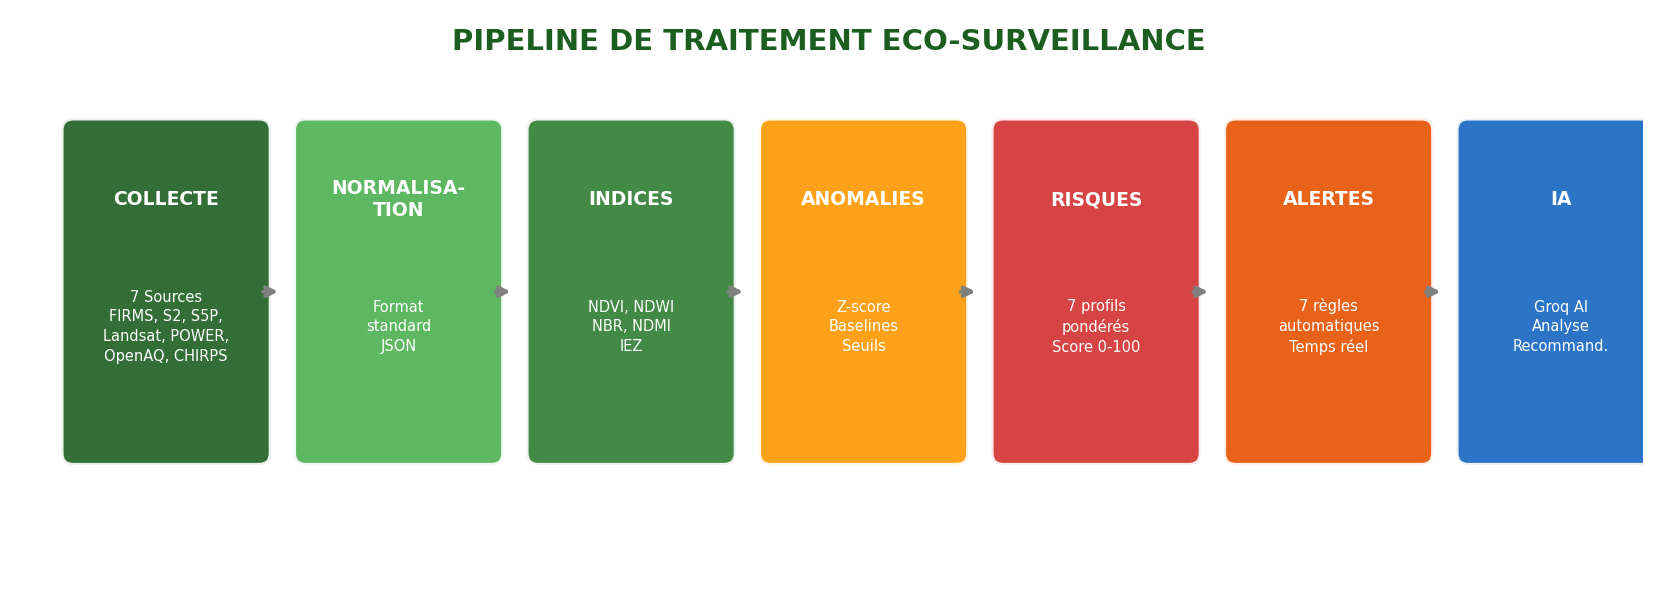 PIPELINE DE TRAITEMENT ECO-SURVEILLANCE
COLLECTE
7 Sources
FIRMS, S2, S5P,
Landsat, POWER,
OpenAQ, CHIRPS
NORMALISA-
TION
Format
standard
JSON
INDICES
NDVI, NDWI
NBR, NDMI
IEZ
ANOMALIES
Z-score
Baselines
Seuils
RISQUES
7 profils
pondérés
Score 0-100
ALERTES
7 règles
automatiques
Temps réel
IA
Groq AI
Analyse
Recommand.